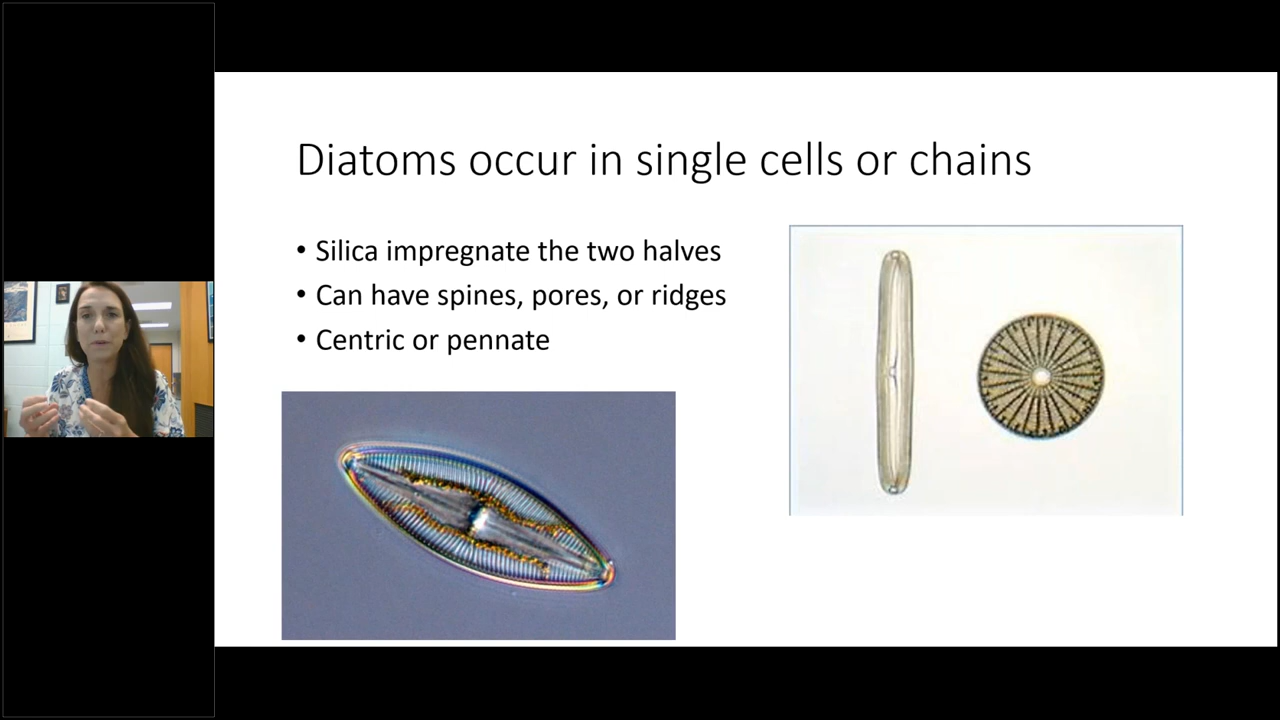 Diatoms occur in single cells or chains
• Silica impregnate the two halves
• Can have spines, pores, or ridges
• Centric or pennate